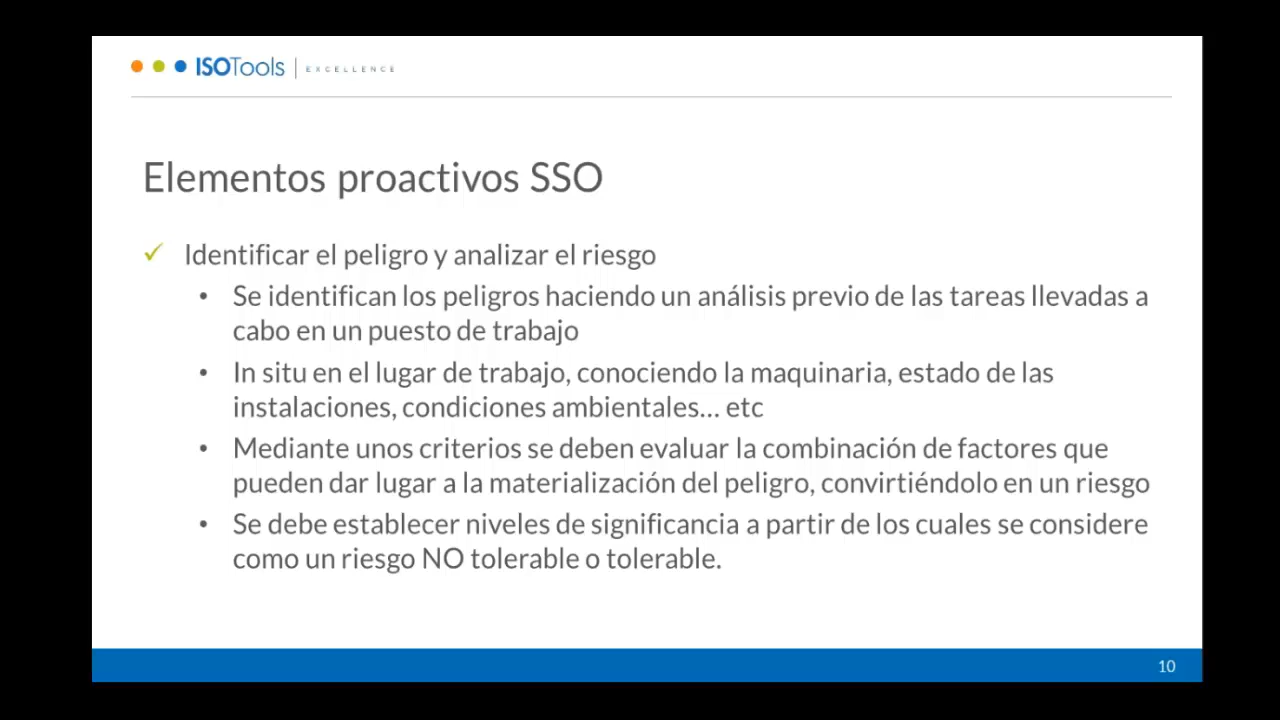 ISOTools | EXCELLENCE
Elementos proactivos SSO
✓ Identificar el peligro y analizar el riesgo
• Se identifican los peligros haciendo un análisis previo de las tareas llevadas a
cabo en un puesto de trabajo
• In situ en el lugar de trabajo, conociendo la maquinaria, estado de las
instalaciones, condiciones ambientales... etc
• Mediante unos criterios se deben evaluar la combinación de factores que
pueden dar lugar a la materialización del peligro, convirtiéndolo en un riesgo
• Se debe establecer niveles de significancia a partir de los cuales se considere
como un riesgo NO tolerable o tolerable.
10